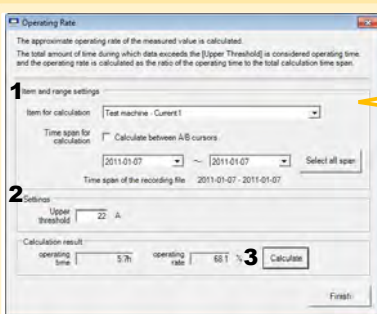 Operating Rate
The approximate operating rate of the measured value is calculated.
The total amount of time during which data exceeds the [Upper Threshold] is considered operating time
and the operating rate is calculated as the ratio of the operating time to the total calculation time span.
1 Item and range settings
Item for calculation Test machine - Current1
Time span for calculation Calculate between A/B cursors
2011-01-07 ~ 2011-01-07 Select all span
Time span of the recording file 2011-01-07 - 2011-01-07
2 Settings
Upper threshold 22 A
Calculation result
operating time 5.7h operating rate 68.1 % 3 Calculate
Finish